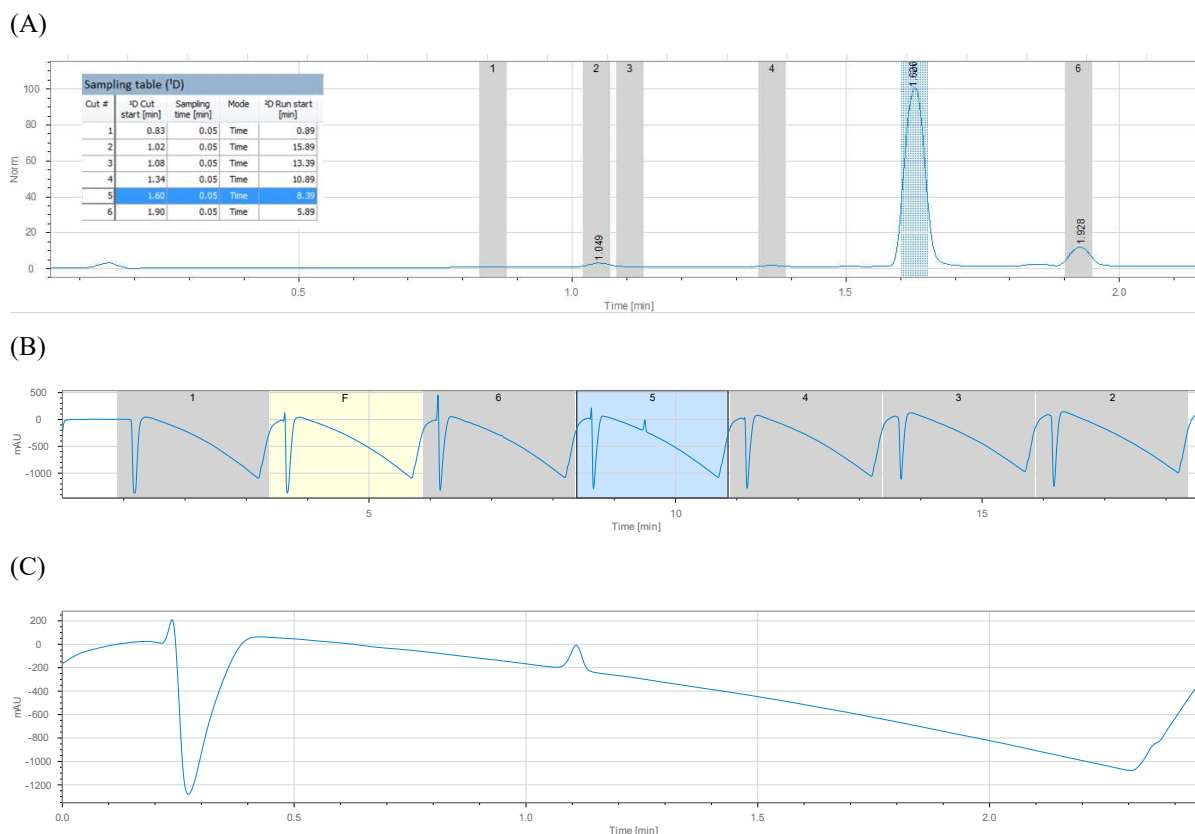 (A)
Sampling table (¹D)
Cut # ¹D Cut start [min] Sampling time [min] Mode ²D Run start [min]
1 0.83 0.05 Time 0.89
2 1.02 0.05 Time 15.89
3 1.08 0.05 Time 13.39
4 1.34 0.05 Time 10.89
5 1.60 0.05 Time 8.39
6 1.90 0.05 Time 5.89
1 2 3 4 6
1.049
1.928
Norm.
100
80
60
40
20
0
0.5 1.0 1.5 2.0
Time [min]
(B)
1 F 6 5 4 3 2
mAU
500
0
-500
-1000
5 10 15
Time [min]
(C)
mAU
200
0
-200
-400
-600
-800
-1000
-1200
0.0 0.5 1.0 1.5 2.0
Time [min]